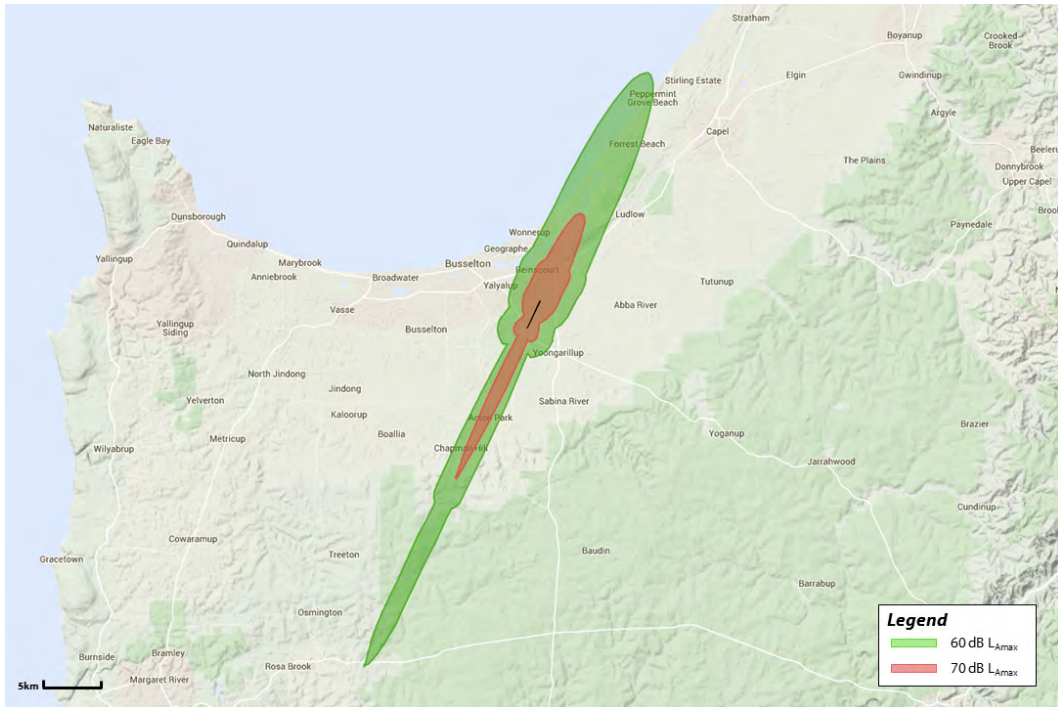 Stratham
Boyanup
Crooked
Brook
Elgin
Gwindinup
Stirling Estate
Peppermint
Grove Beach
Naturaliste
Argyle
Capel
Eagle Bay
Forrest Beach
The Plains
Donnybrook
Upper Capel
Dunsborough
Ludlow
Paynedale
Wonnerup
Quindalup
Geographe
Yallingup
Marybrook
Busselton
Reinscourt
Anniebrook
Broadwater
Yalyalup
Tutunup
Abba River
Vasse
Yallingup
Siding
Busselton
Yoongarillup
North Jindong
Jindong
Yelverton
Sabina River
Kaloorup
Acton Park
Brazier
Boallia
Yoganup
Metricup
Wilyabrup
Chapman Hill
Jarrahwood
Cundinup
Cowaramup
Baudin
Gracetown
Treeton
Barrabup
Osmington
Legend
60 dB LAmax
70 dB LAmax
Burnside
Bramley
Rosa Brook
Margaret River
5km